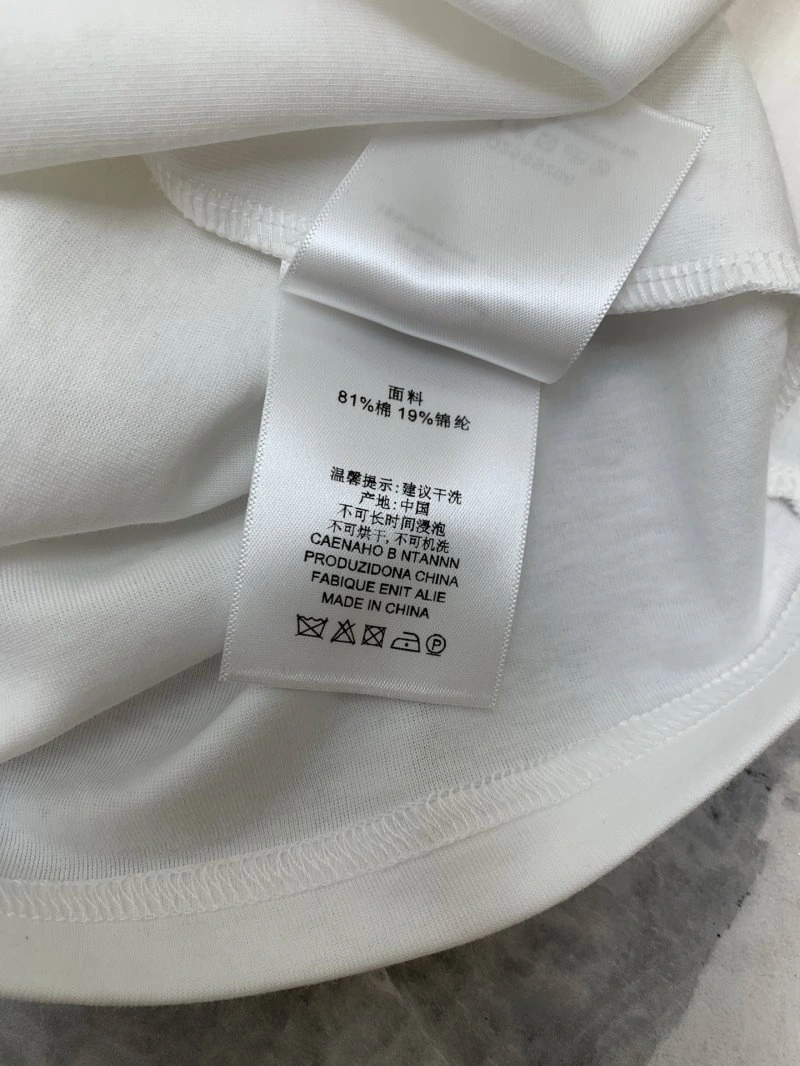 面料
81%棉 19%锦纶
温馨提示:建议干洗
产地:中国
不可长时间浸泡
不可烘干,不可机洗
CAENAHO B NTANNN
PRODUZIDONA CHINA
FABIQUE ENIT ALIE
MADE IN CHINA
P